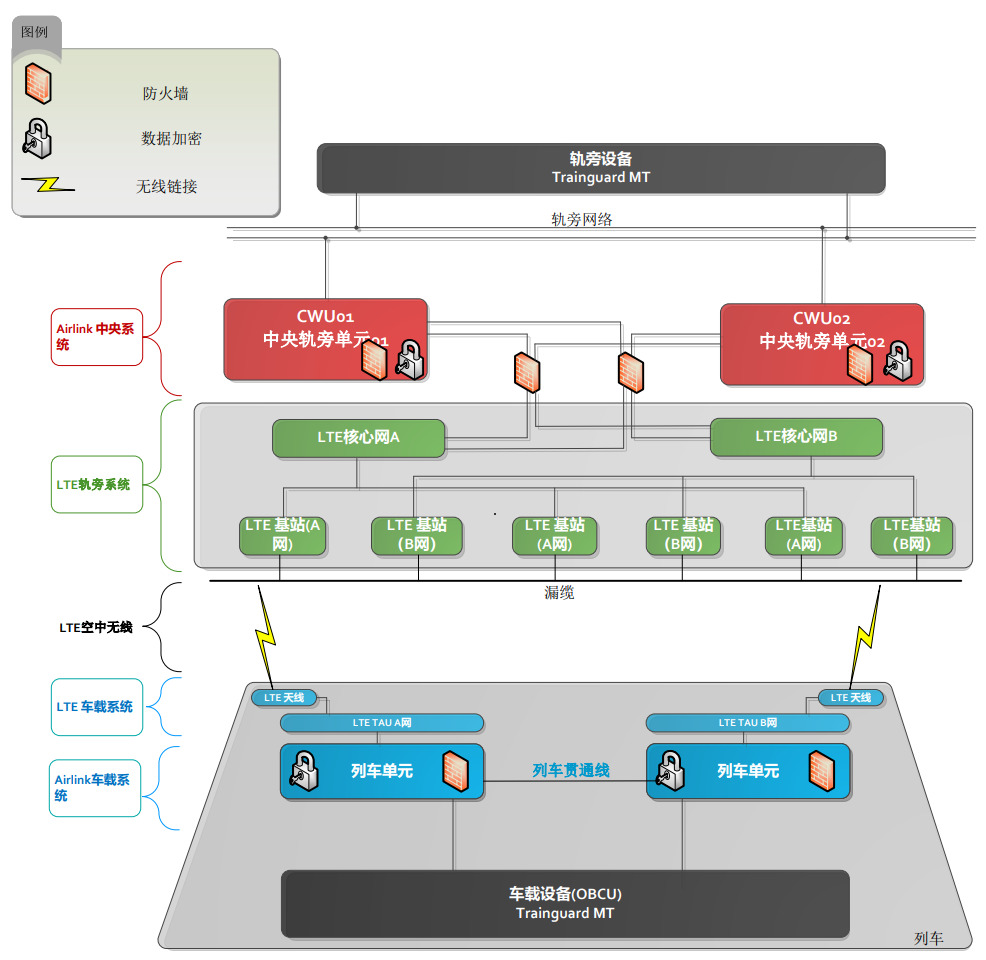 图例
防火墙
数据加密
无线链接
轨旁设备
Trainguard MT
轨旁网络
Airlink 中央系
统
CWU01
中央轨旁单元01
CWU02
中央轨旁单元02
LTE轨旁系统
LTE核心网A
LTE核心网B
LTE 基站(A
网)
LTE 基站
（B网）
LTE 基站
(A网)
LTE 基站
（B网）
LTE基站
(A网)
LTE基站
（B网）
漏缆
LTE空中无线
LTE 车载系统
LTE 天线
LTE 天线
LTE TAU A网
LTE TAU B网
Airlink车载系
统
列车单元
列车贯通线
列车单元
车载设备(OBCU)
Trainguard MT
列车